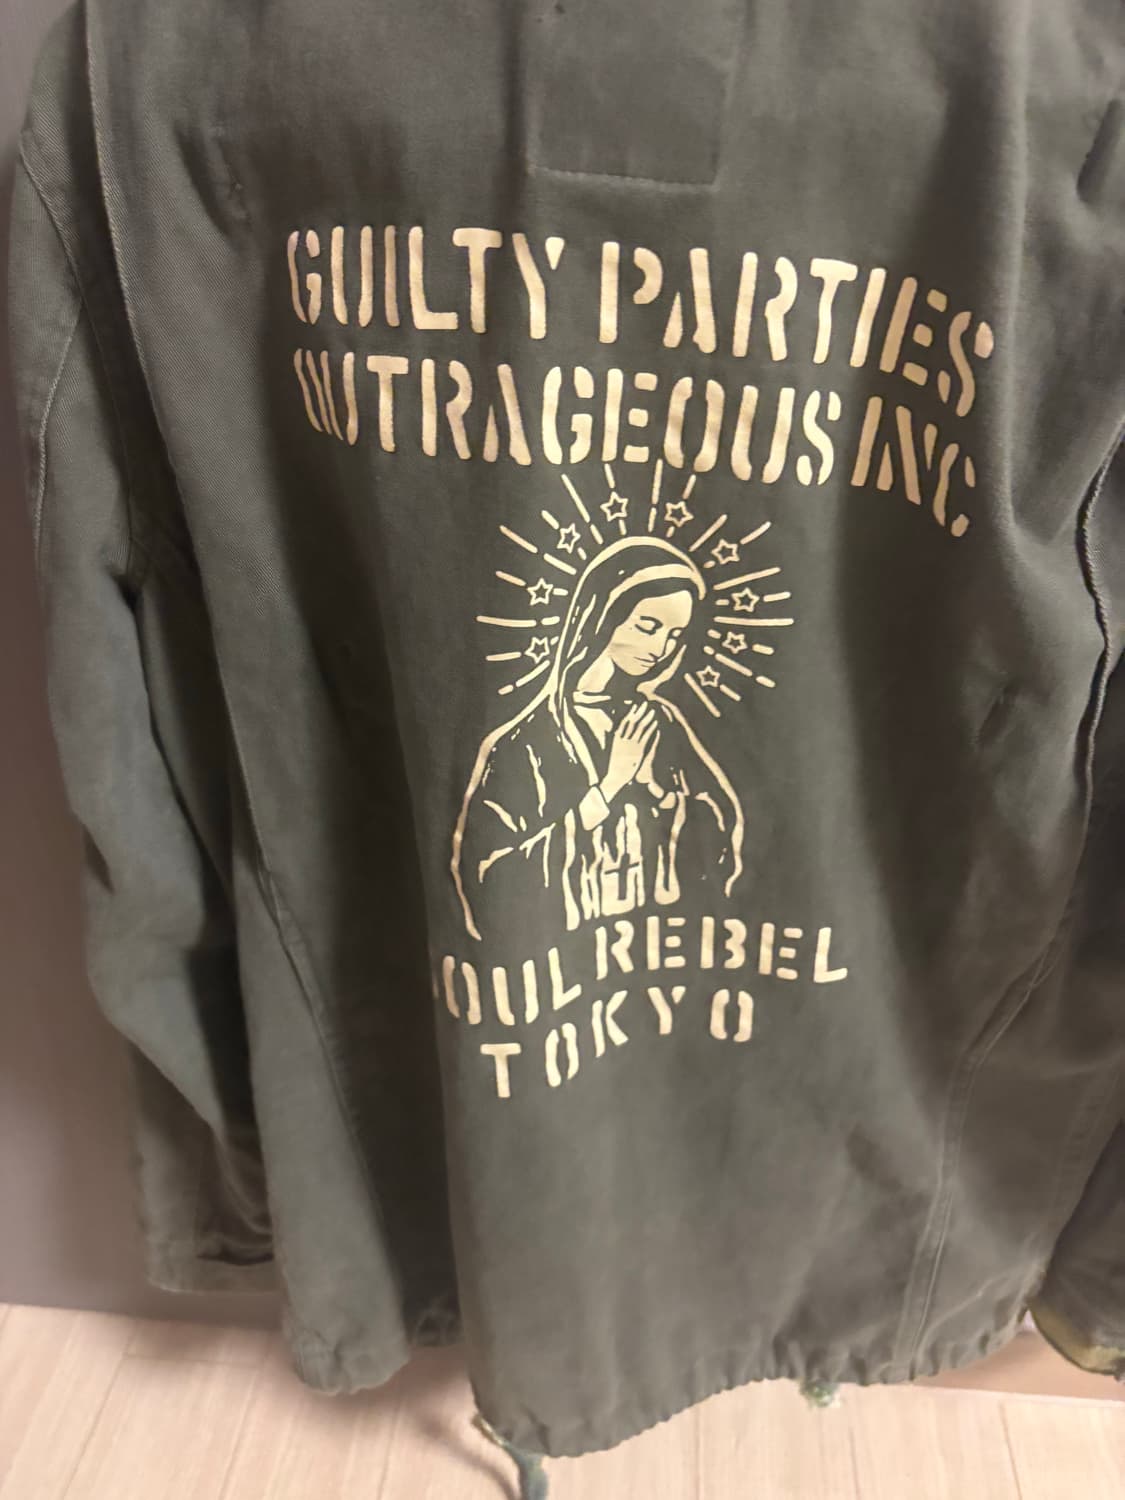 GUILTY PARTIES
OUTRAGEOUS INC
SOUL REBEL
TOKYO